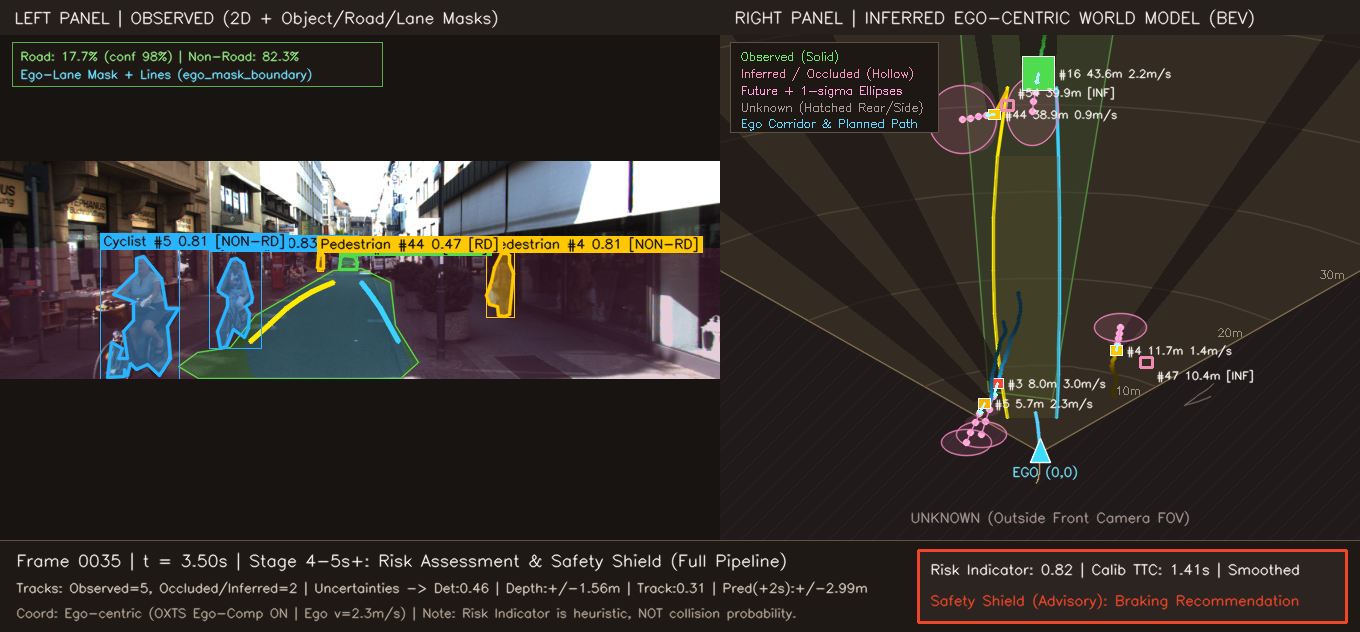 LEFT PANEL | OBSERVED (2D + Object/Road/Lane Masks)
RIGHT PANEL | INFERRED EGO-CENTRIC WORLD MODEL (BEV)
Road: 17.7% (conf 98%) | Non-Road: 82.3%
Ego-Lane Mask + Lines (ego_mask_boundary)
Observed (Solid)
Inferred / Occluded (Hollow)
Future + 1-sigma Ellipses
Unknown (Hatched Rear/Side)
Ego Corridor & Planned Path
#16 43.6m 2.2m/s
39.9m [INF]
#44 38.9m 0.9m/s
STEPHANUS
Cyclist #5 0.81 [NON-RD]
0.83
Pedestrian #44 0.47 [RD]
destrian #4 0.81 [NON-RD]
30m
20m
#4 11.7m 1.4m/s
#47 10.4m [INF]
10m
#3 8.0m 3.0m/s
#5 5.7m 2.3m/s
EGO (0,0)
UNKNOWN (Outside Front Camera FOV)
Frame 0035 | t = 3.50s | Stage 4-5s+: Risk Assessment & Safety Shield (Full Pipeline)
Tracks: Observed=5, Occluded/Inferred=2 | Uncertainties -> Det:0.46 | Depth:+/-1.56m | Track:0.31 | Pred(+2s):+/-2.99m
Coord: Ego-centric (OXTS Ego-Comp ON | Ego v=2.3m/s) | Note: Risk Indicator is heuristic, NOT collision probability.
Risk Indicator: 0.82 | Calib TTC: 1.41s | Smoothed
Safety Shield (Advisory): Braking Recommendation